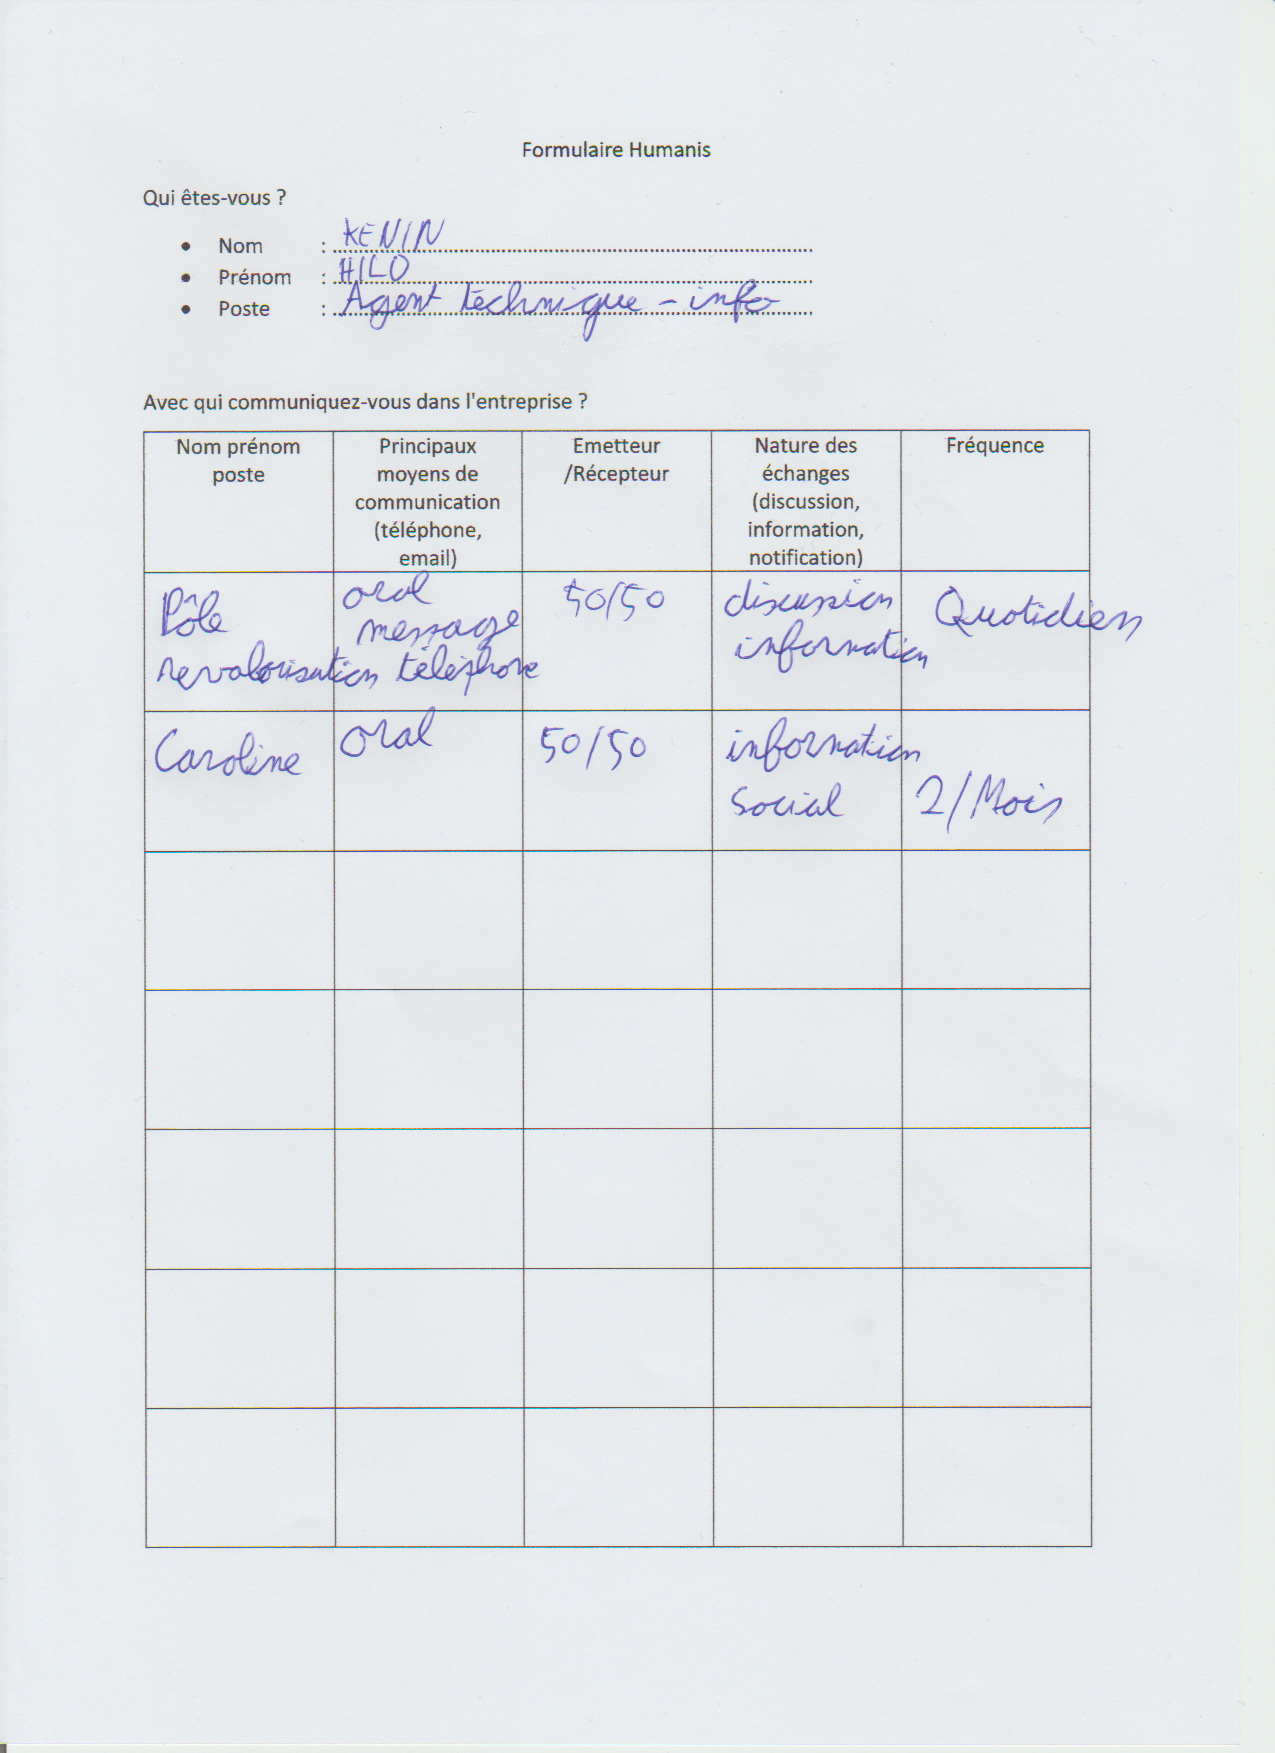 Formulaire Humanis
Qui êtes-vous ?
• Nom : KENIN
• Prénom : HILO
• Poste : Agent téchnique - info
Avec qui communiquez-vous dans l'entreprise ?
Nom prénom
poste
Principaux
moyens de
communication
(téléphone,
email)
Emetteur
/Récepteur
Nature des
échanges
(discussion,
information,
notification)
Fréquence
Pôle
revalorisation
oral
message
téléphone
50/50
discussion
information
Quotidien
Caroline
oral
50/50
information
social
2/Mois